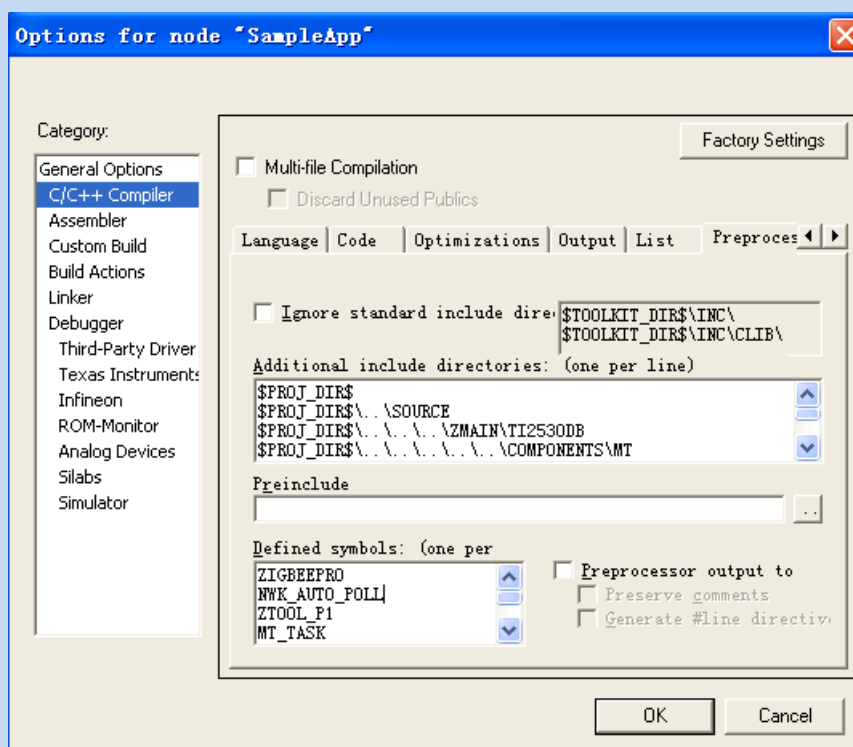 Options for node "SampleApp"
Category:
General Options
C/C++ Compiler
Assembler
Custom Build
Build Actions
Linker
Debugger
Third-Party Driver
Texas Instruments
Infineon
ROM-Monitor
Analog Devices
Silabs
Simulator
Factory Settings
Multi-file Compilation
Discard Unused Publics
Language Code Optimizations Output List Preproces
Ignore standard include dire
$TOOLKIT_DIR$\INC\
$TOOLKIT_DIR$\INC\CLIB\
Additional include directories: (one per line)
$PROJ_DIR$
$PROJ_DIR$\..\SOURCE
$PROJ_DIR$\..\..\..\ZMAIN\TI2530DB
$PROJ_DIR$\..\..\..\..\..\COMPONENTS\MT
Preinclude
..
Defined symbols: (one per
ZIGBEEPRO
NWK_AUTO_POLL
ZTOOL_P1
MT_TASK
Preprocessor output to
Preserve comments
Generate #line directiv
OK Cancel